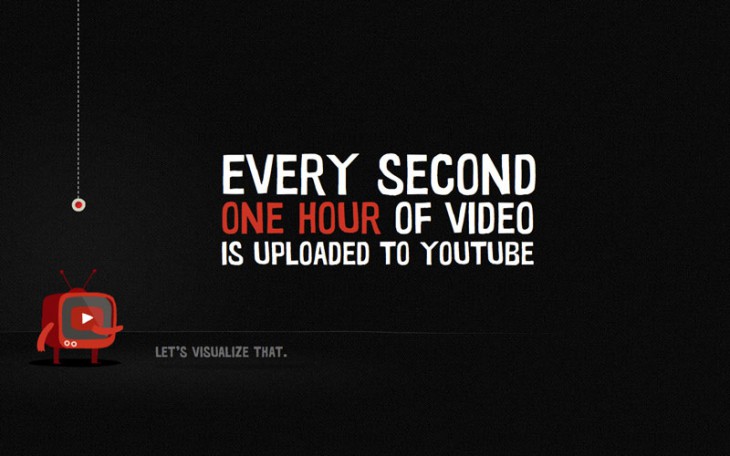 EVERY SECOND
ONE HOUR OF VIDEO
IS UPLOADED TO YOUTUBE
LET'S VISUALIZE THAT.